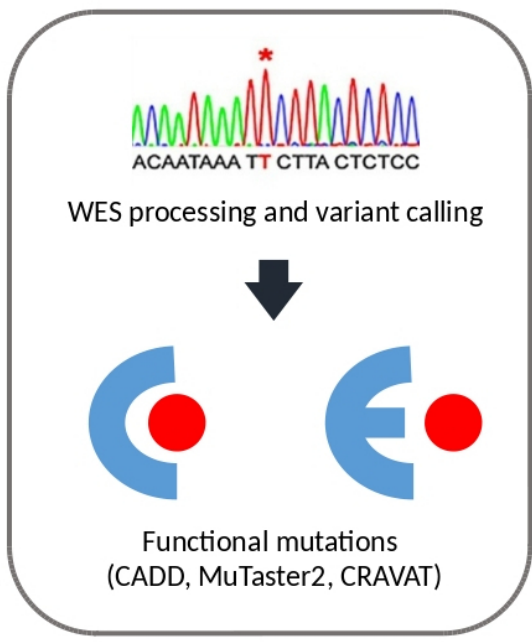 *
ACAATAAA TT CTTA CTCTCC
WES processing and variant calling
Functional mutations
(CADD, MuTaster2, CRAVAT)